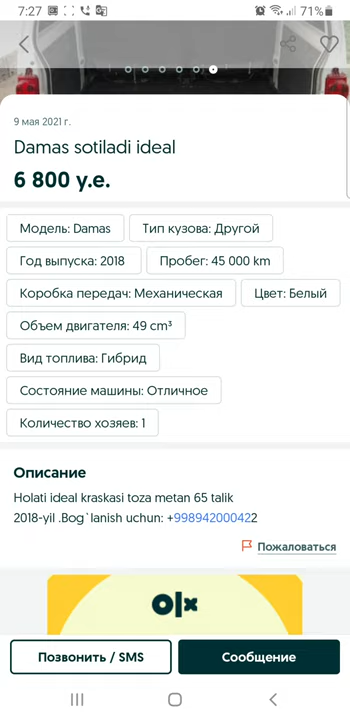 7:27
71%
9 мая 2021 г.
Damas sotiladi ideal
6 800 у.е.
Модель: Damas
Тип кузова: Другой
Год выпуска: 2018
Пробег: 45 000 km
Коробка передач: Механическая
Цвет: Белый
Объем двигателя: 49 cm³
Вид топлива: Гибрид
Состояние машины: Отличное
Количество хозяев: 1
Описание
Holati ideal kraskasi toza metan 65 talik
2018-yil .Bog`lanish uchun: +998942000422
Пожаловаться
olx
Позвонить / SMS
Сообщение